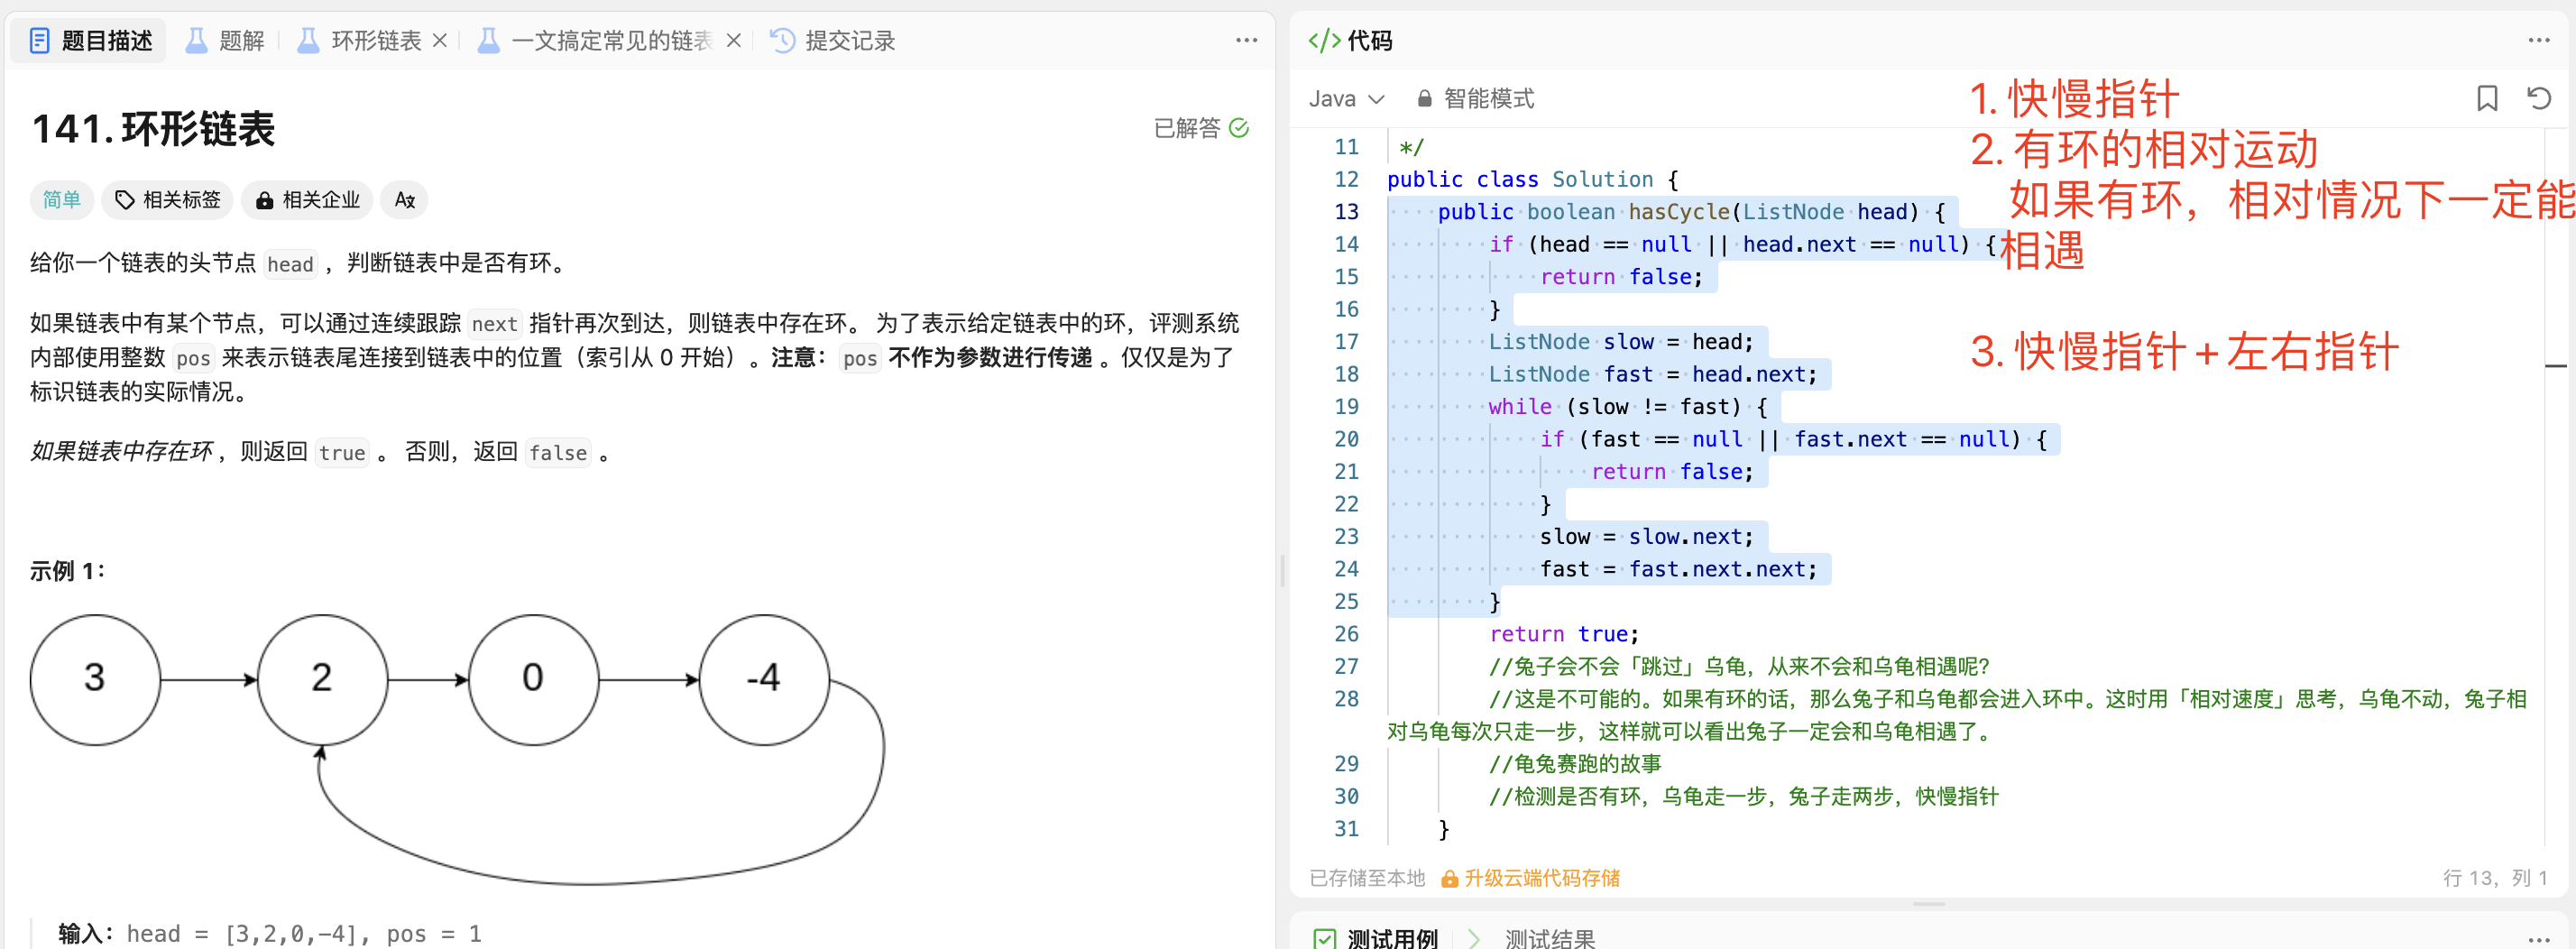 题目描述
题解
环形链表
一文搞定常见的链表
提交记录
141. 环形链表
已解答
简单
相关标签
相关企业
给你一个链表的头节点 head ，判断链表中是否有环。
如果链表中有某个节点，可以通过连续跟踪 next 指针再次到达，则链表中存在环。 为了表示给定链表中的环，评测系统
内部使用整数 pos 来表示链表尾连接到链表中的位置（索引从 0 开始）。注意：pos 不作为参数进行传递 。仅仅是为了
标识链表的实际情况。
如果链表中存在环 ，则返回 true 。 否则，返回 false 。
示例 1：
3
2
0
-4
输入：head = [3,2,0,-4], pos = 1
</> 代码
Java
智能模式
11 */
12 public class Solution {
13 public boolean hasCycle(ListNode head) {
14 if (head == null || head.next == null) {
15 return false;
16 }
17 ListNode slow = head;
18 ListNode fast = head.next;
19 while (slow != fast) {
20 if (fast == null || fast.next == null) {
21 return false;
22 }
23 slow = slow.next;
24 fast = fast.next.next;
25 }
26 return true;
27 //兔子会不会「跳过」乌龟，从来不会和乌龟相遇呢？
28 //这是不可能的。如果有环的话，那么兔子和乌龟都会进入环中。这时用「相对速度」思考，乌龟不动，兔子相
对乌龟每次只走一步，这样就可以看出兔子一定会和乌龟相遇了。
29 //龟兔赛跑的故事
30 //检测是否有环，乌龟走一步，兔子走两步，快慢指针
31 }
1. 快慢指针
2. 有环的相对运动
如果有环，相对情况下一定能
相遇
3. 快慢指针+左右指针
已存储至本地
升级云端代码存储
行 13，列 1
测试用例
测试结果